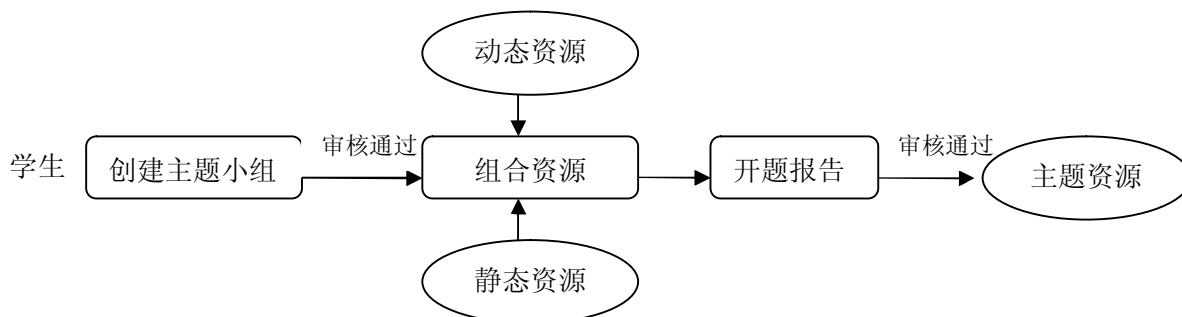 动态资源
学生
创建主题小组
审核通过
组合资源
开题报告
审核通过
主题资源
静态资源